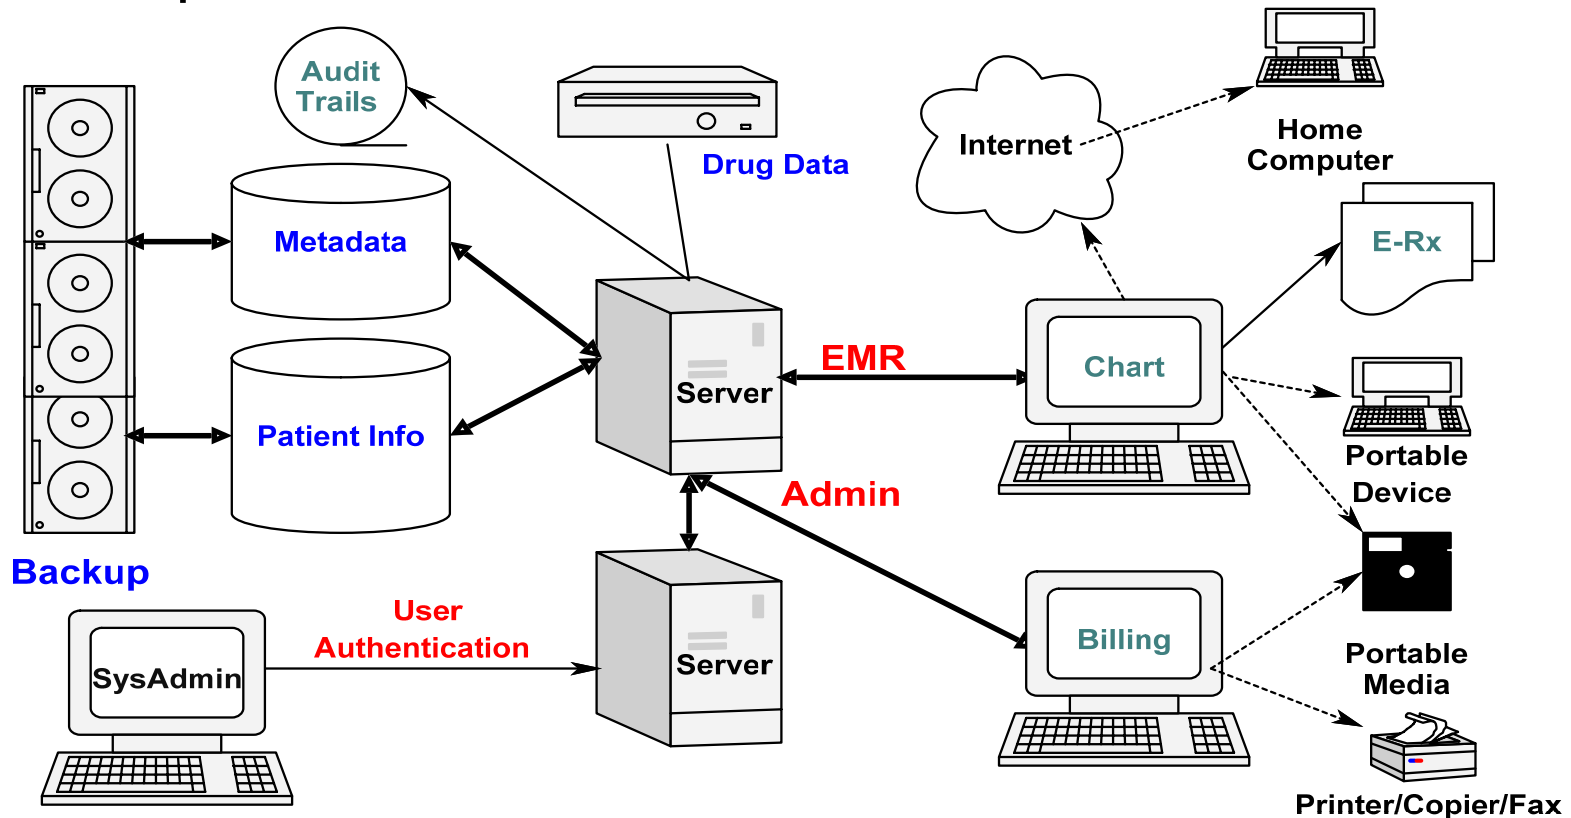 Audit
Trails
Drug Data
Internet
Home
Computer
Metadata
E-Rx
EMR
Chart
Server
Patient Info
Portable
Device
Admin
Backup
User
Authentication
SysAdmin
Server
Billing
Portable
Media
Printer/Copier/Fax